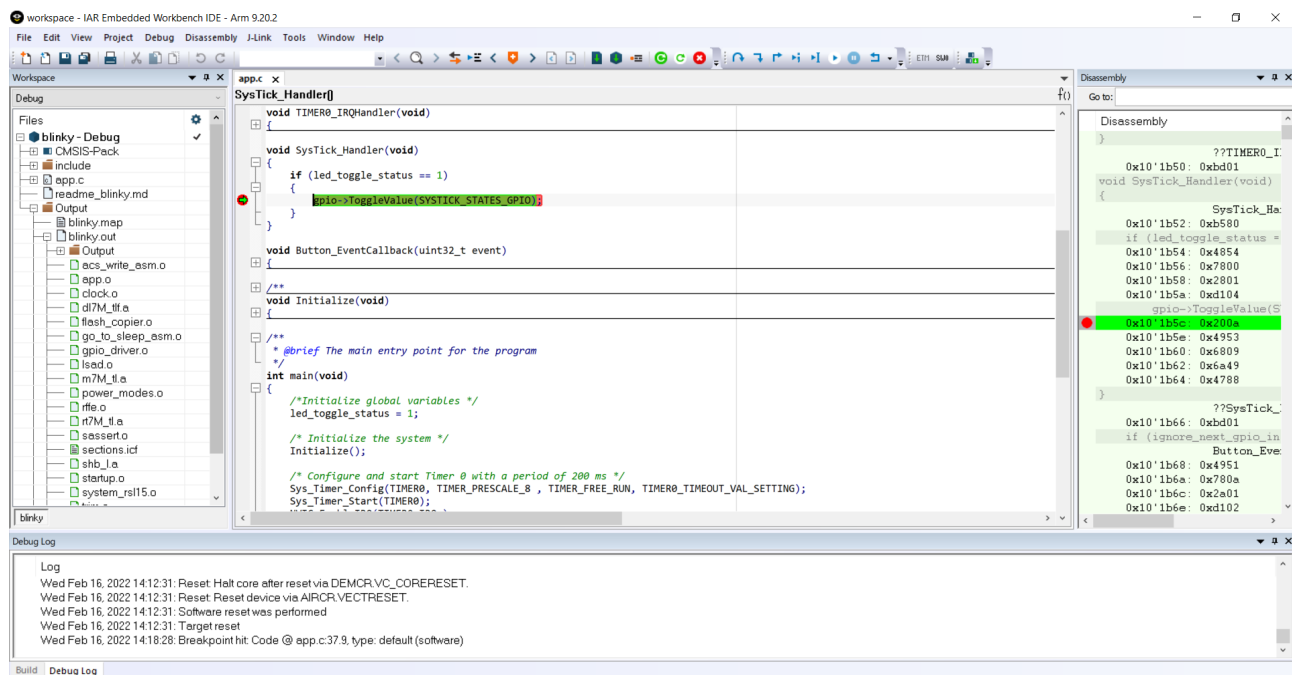 workspace - IAR Embedded Workbench IDE - Arm 9.20.2
File Edit View Project Debug Disassembly J-Link Tools Window Help
ETM SWO
Workspace
Debug
Files
blinky - Debug
CMSIS-Pack
include
app.c
readme_blinky.md
Output
blinky.map
blinky.out
Output
acs_write_asm.o
app.o
clock.o
dl7M_tlf.a
flash_copier.o
go_to_sleep_asm.o
gpio_driver.o
lsad.o
m7M_tl.a
power_modes.o
rffe.o
rt7M_tl.a
sassert.o
sections.icf
shb_l.a
startup.o
system_rsl15.o
blinky
app.c
SysTick_Handler()
f()
void TIMER0_IRQHandler(void)
{
void SysTick_Handler(void)
{
if (led_toggle_status == 1)
{
gpio->ToggleValue(SYSTICK_STATES_GPIO);
}
}
void Button_EventCallback(uint32_t event)
{
/**
void Initialize(void)
{
/**
* @brief The main entry point for the program
*/
int main(void)
{
/*Initialize global variables */
led_toggle_status = 1;
/* Initialize the system */
Initialize();
/* Configure and start Timer 0 with a period of 200 ms */
Sys_Timer_Config(TIMER0, TIMER_PRESCALE_8 , TIMER_FREE_RUN, TIMER0_TIMEOUT_VAL_SETTING);
Sys_Timer_Start(TIMER0);
Disassembly
Go to:
Disassembly
}
??TIMER0_I
0x10'1b50: 0xbd01
void SysTick_Handler(void)
{
SysTick_Ha
0x10'1b52: 0xb580
if (led_toggle_status =
0x10'1b54: 0x4854
0x10'1b56: 0x7800
0x10'1b58: 0x2801
0x10'1b5a: 0xd104
gpio->ToggleValue(S
0x10'1b5c: 0x200a
0x10'1b5e: 0x4953
0x10'1b60: 0x6809
0x10'1b62: 0x6a49
0x10'1b64: 0x4788
}
??SysTick_
0x10'1b66: 0xbd01
if (ignore_next_gpio_in
Button_Eve
0x10'1b68: 0x4951
0x10'1b6a: 0x780a
0x10'1b6c: 0x2a01
0x10'1b6e: 0xd102
Debug Log
Log
Wed Feb 16, 2022 14:12:31: Reset: Halt core after reset via DEMCR.VC_CORERESET.
Wed Feb 16, 2022 14:12:31: Reset: Reset device via AIRCR.VECTRESET.
Wed Feb 16, 2022 14:12:31: Software reset was performed
Wed Feb 16, 2022 14:12:31: Target reset
Wed Feb 16, 2022 14:18:28: Breakpoint hit: Code @ app.c:37.9, type: default (software)
Build Debug Log